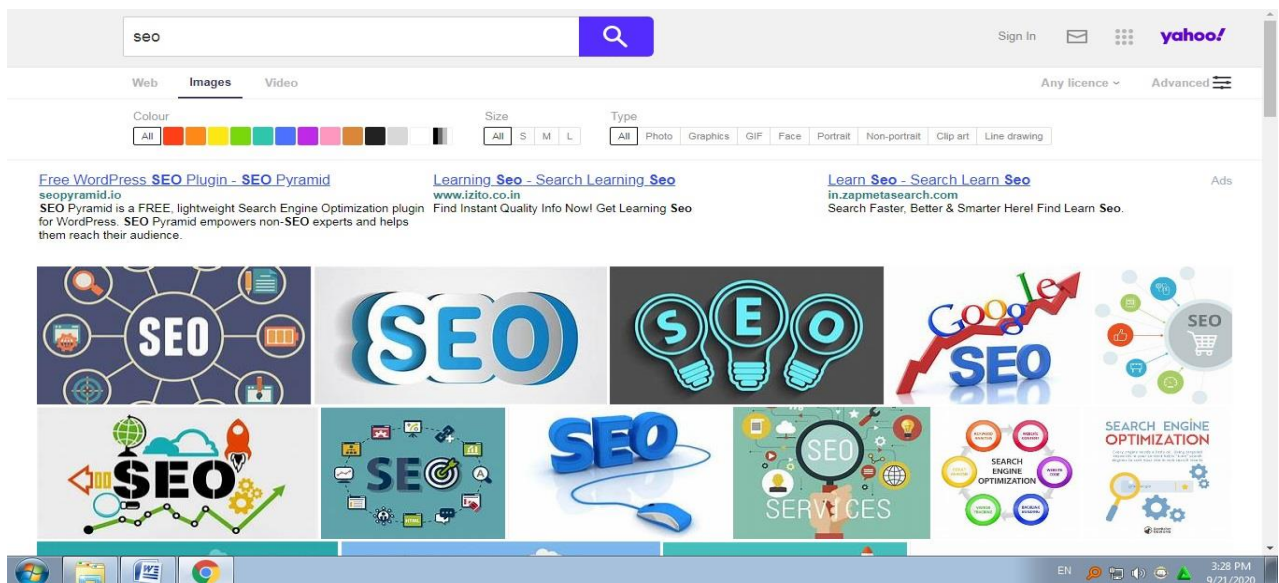 seo
Sign In
yahoo!
Web Images Video
Any licence Advanced
Colour Size Type
All All S M L All Photo Graphics GIF Face Portrait Non-portrait Clip art Line drawing
Free WordPress SEO Plugin - SEO Pyramid
seopyramid.io
SEO Pyramid is a FREE, lightweight Search Engine Optimization plugin
for WordPress. SEO Pyramid empowers non-SEO experts and helps
them reach their audience.
Learning Seo - Search Learning Seo
www.izito.co.in
Find Instant Quality Info Now! Get Learning Seo
Learn Seo - Search Learn Seo
in.zapmetasearch.com
Search Faster, Better & Smarter Here! Find Learn Seo.
Ads
SEO
SEO
SEO
Google
SEO
SEO
SEO
SEO
HTML
SEO
SEO
SERVICES
SEARCH
ENGINE
OPTIMIZATION
SEARCH ENGINE
OPTIMIZATION
EN
3:28 PM
9/21/2020